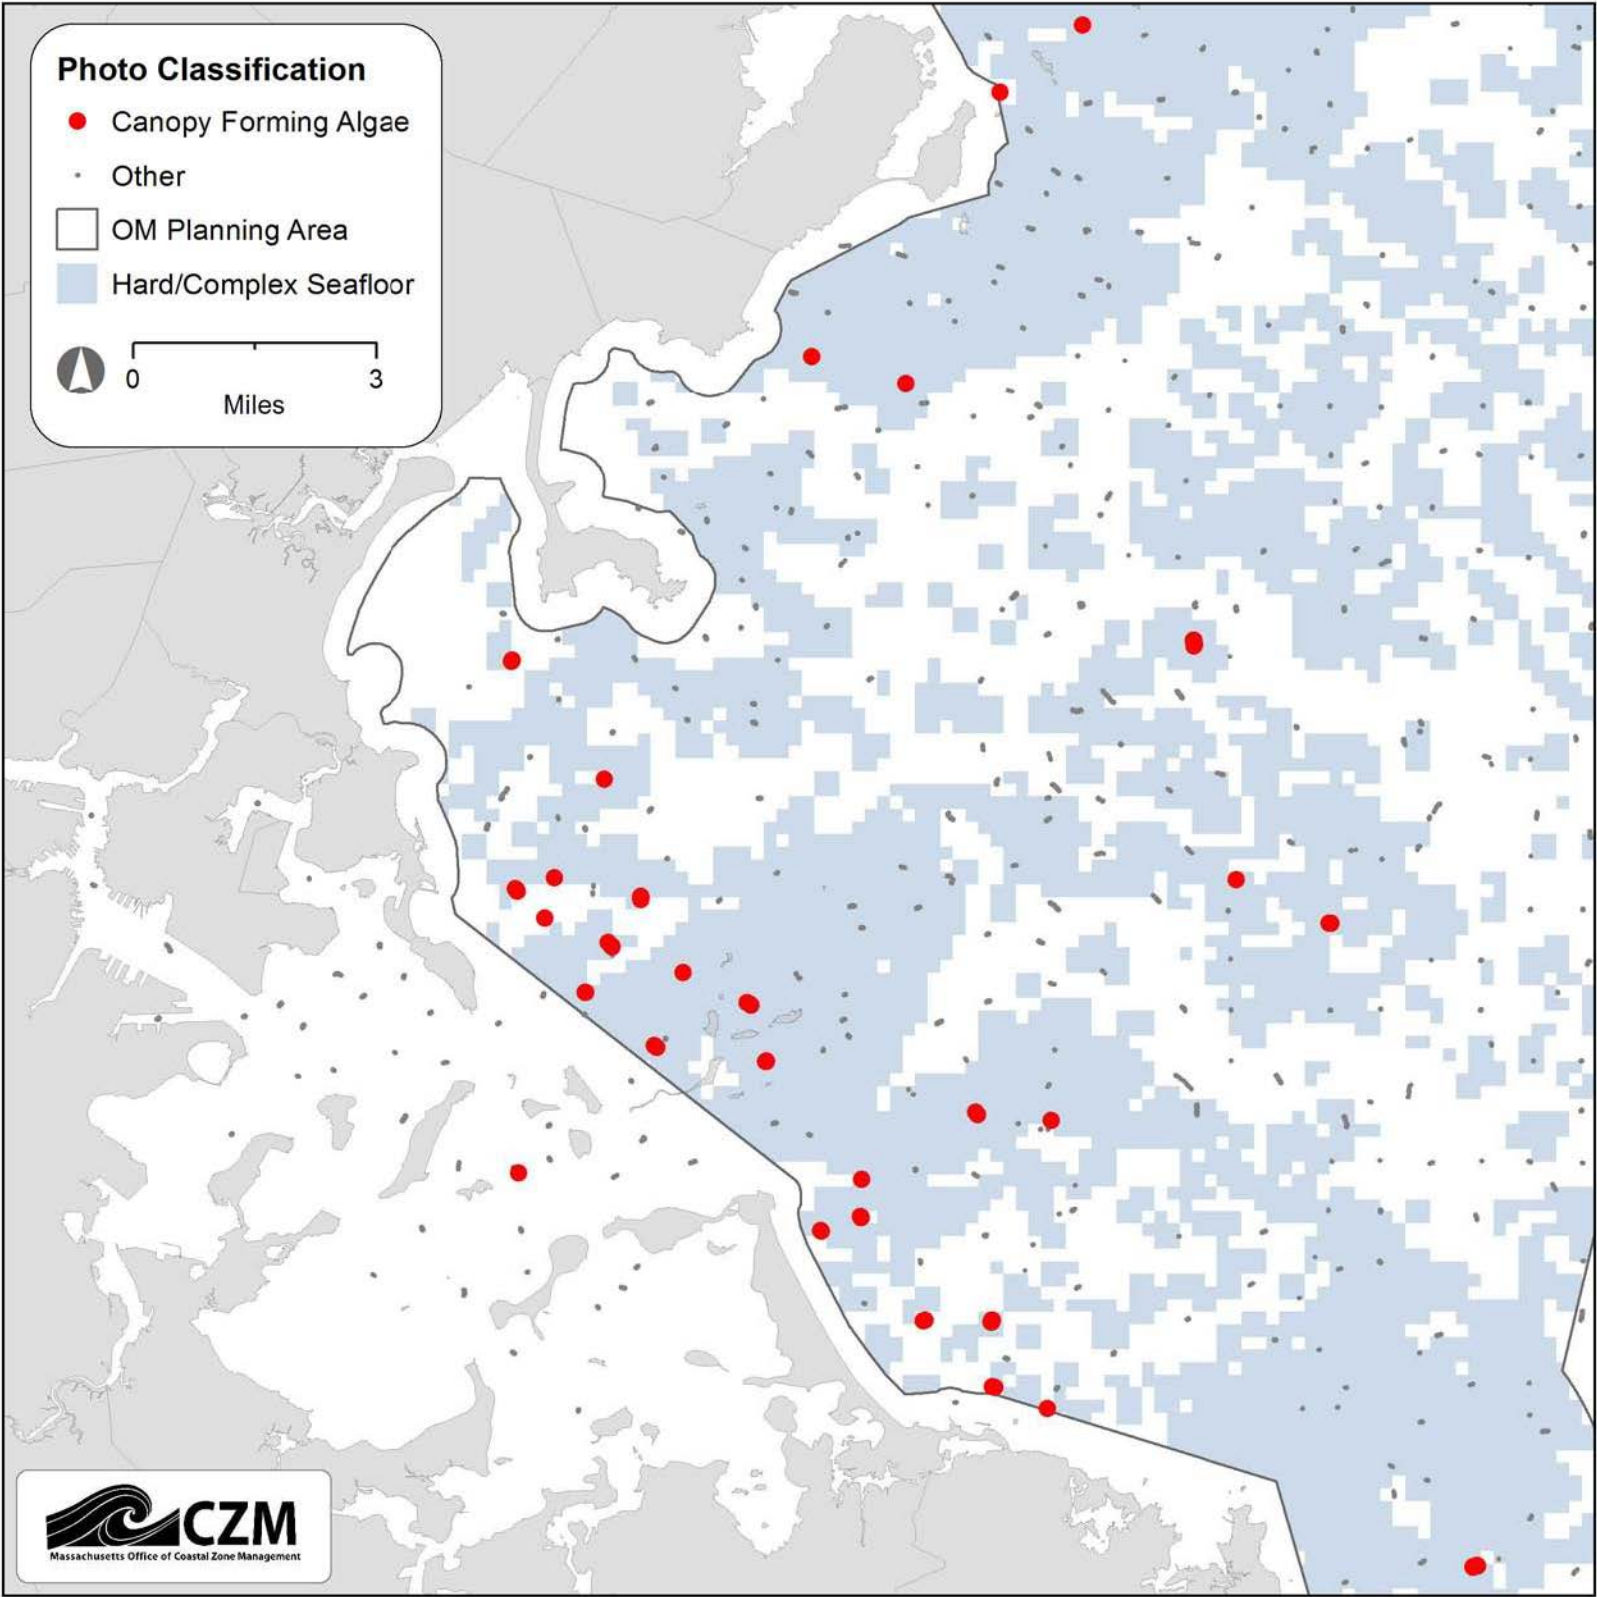 Photo Classification
Canopy Forming Algae
Other
OM Planning Area
Hard/Complex Seafloor
0 3
Miles
CZM
Massachusetts Office of Coastal Zone Management